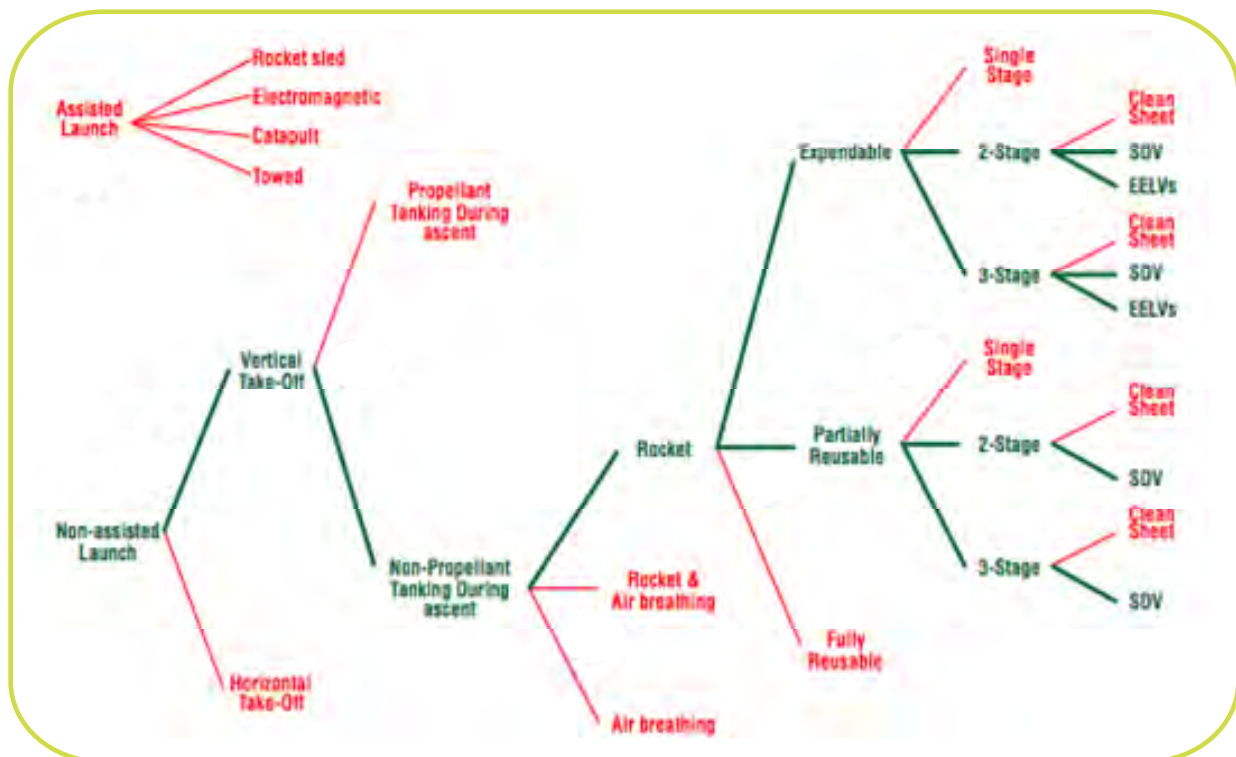 Assisted
Launch
Rocket sled
Electromagnetic
Catapult
Towed
Non-assisted
Launch
Vertical
Take-Off
Horizontal
Take-Off
Propellant
Tanking During
ascent
Non-Propellant
Tanking During
ascent
Rocket
Rocket &
Air breathing
Air breathing
Expendable
Partially
Reusable
Fully
Reusable
Single
Stage
2-Stage
3-Stage
Clean
Sheet
SDV
EELVs
Clean
Sheet
SDV
EELVs
Single
Stage
2-Stage
3-Stage
Clean
Sheet
SDV
Clean
Sheet
SDV